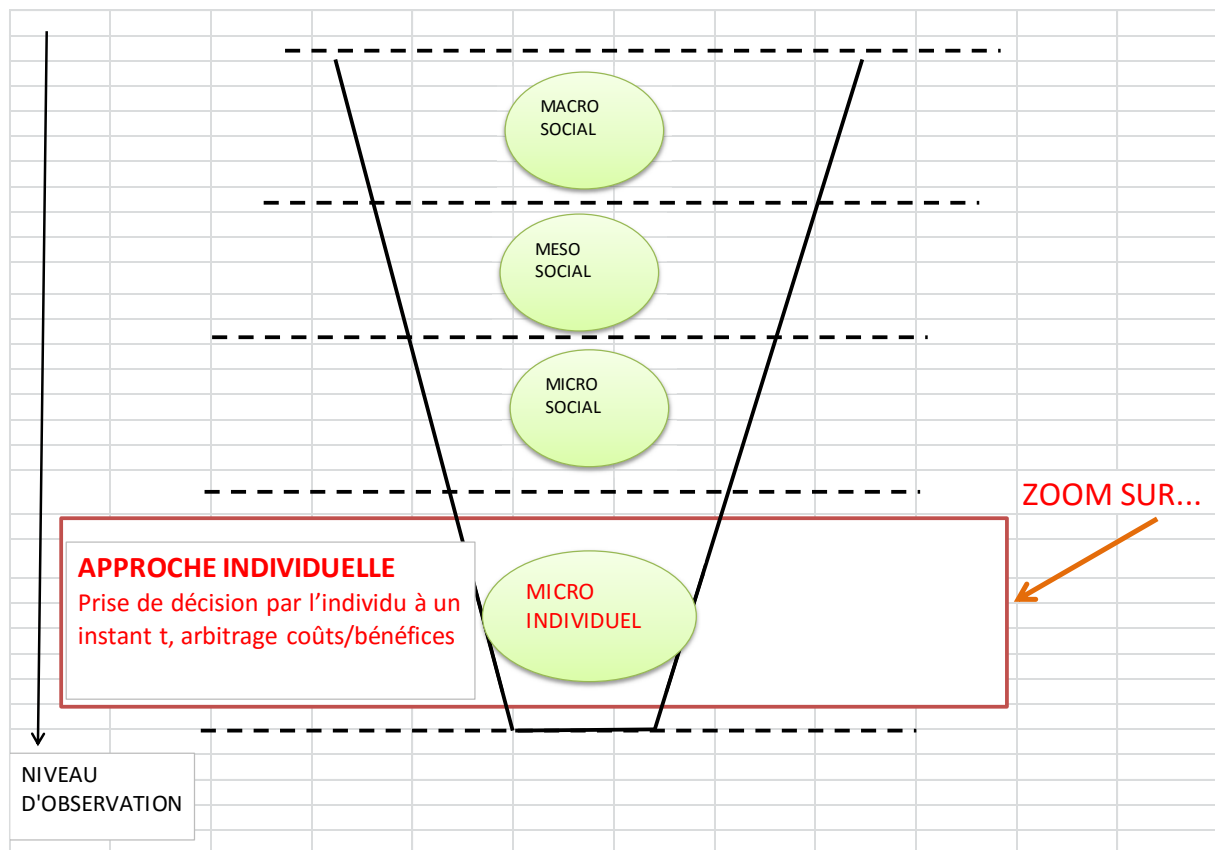 MACRO
SOCIAL
MESO
SOCIAL
MICRO
SOCIAL
ZOOM SUR...
APPROCHE INDIVIDUELLE
Prise de décision par l’individu à un
instant t, arbitrage coûts/bénéfices
MICRO
INDIVIDUEL
NIVEAU
D'OBSERVATION